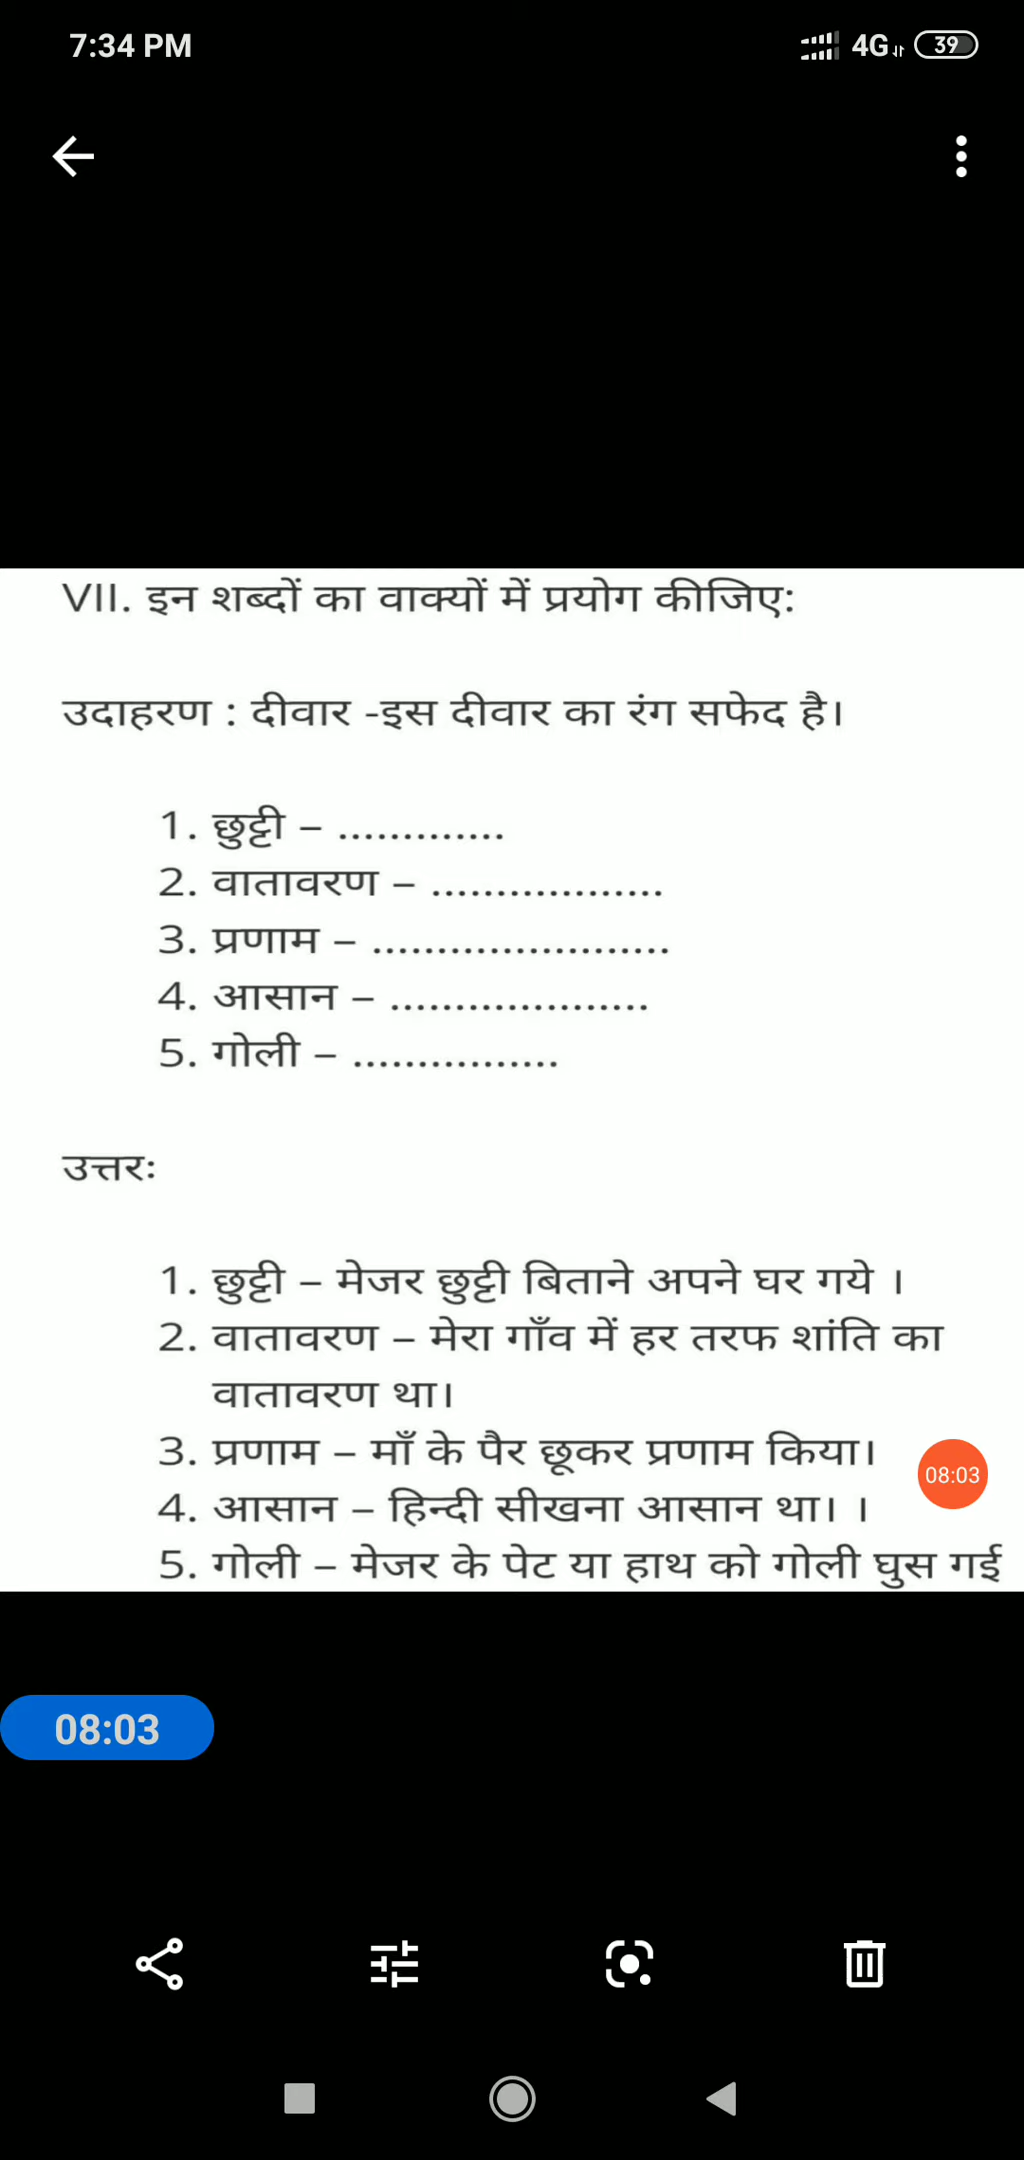 7:34 PM 4G 39
VII. इन शब्दों का वाक्यों में प्रयोग कीजिए:
उदाहरण : दीवार -इस दीवार का रंग सफेद है।
1. छुट्टी – .............
2. वातावरण – ..................
3. प्रणाम – .......................
4. आसान – ....................
5. गोली – ................
उत्तरः
1. छुट्टी – मेजर छुट्टी बिताने अपने घर गये ।
2. वातावरण – मेरा गाँव में हर तरफ शांति का
वातावरण था।
3. प्रणाम – माँ के पैर छूकर प्रणाम किया।
08:03
4. आसान – हिन्दी सीखना आसान था। ।
5. गोली – मेजर के पेट या हाथ को गोली घुस गई
08:03